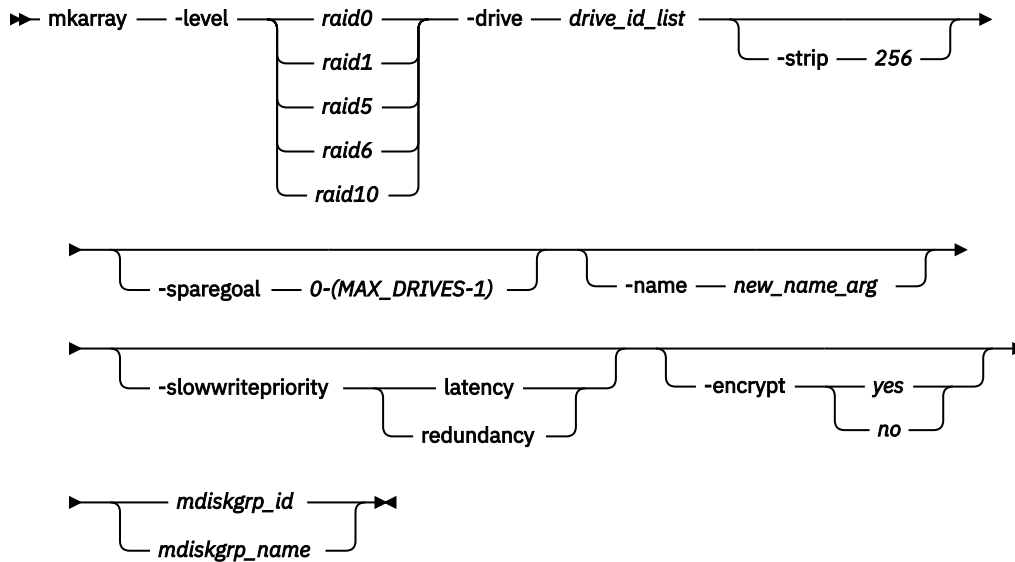 mkarray -level raid0 -drive drive_id_list
-strip 256
raid1
raid5
raid6
raid10
-sparegoal 0-(MAX_DRIVES-1) -name new_name_arg
-slowwritepriority latency -encrypt yes
redundancy no
mdiskgrp_id
mdiskgrp_name